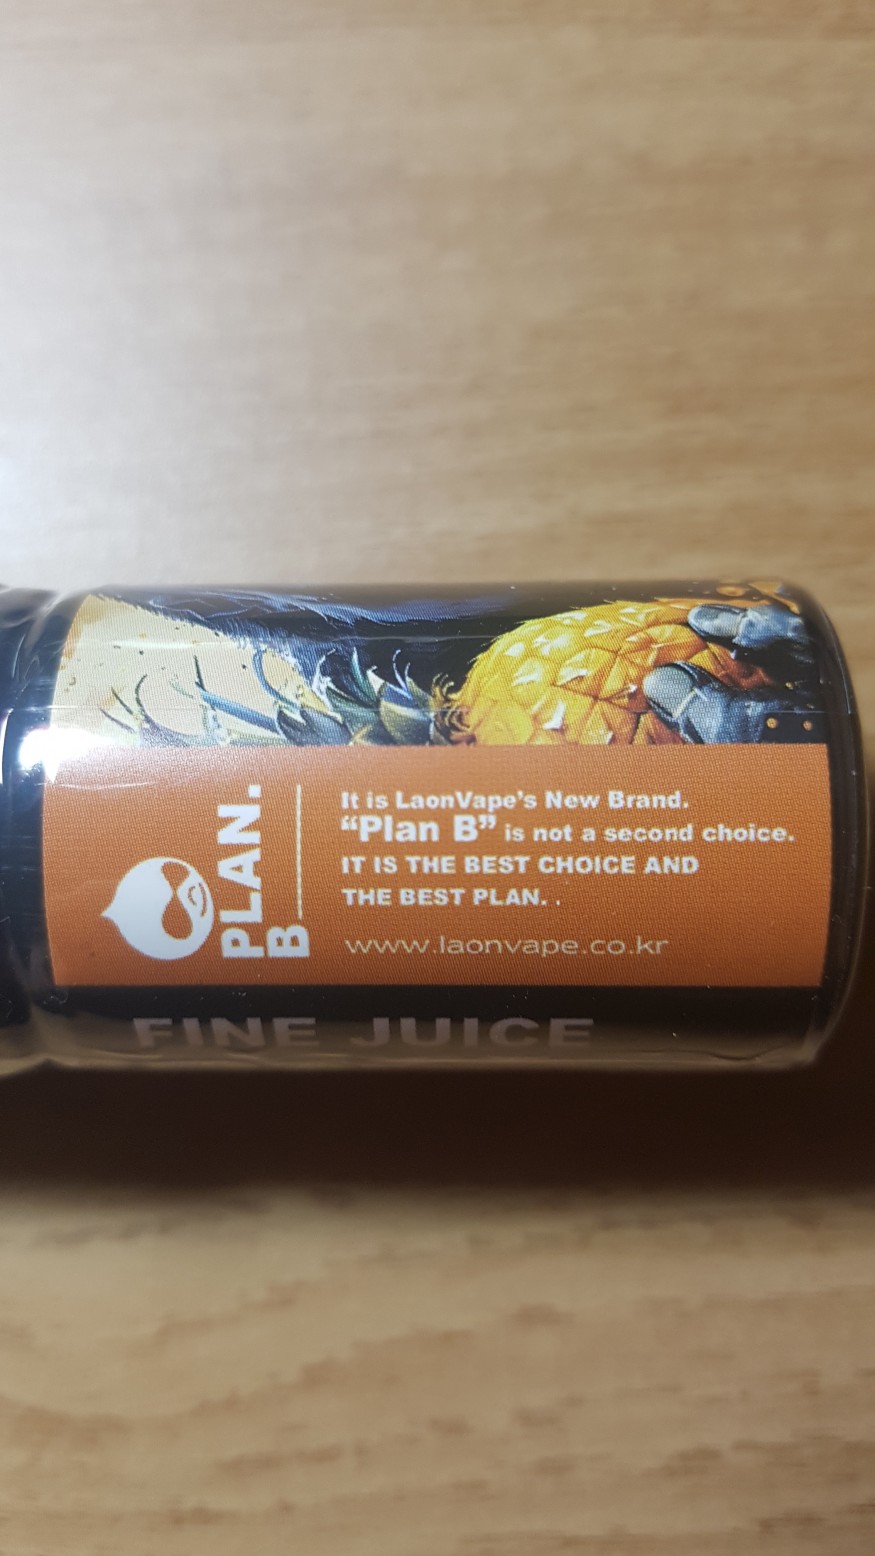 PLAN.
B
It is LaonVape's New Brand.
“Plan B” is not a second choice.
IT IS THE BEST CHOICE AND
THE BEST PLAN. .
www.laonvape.co.kr
FINE JUICE